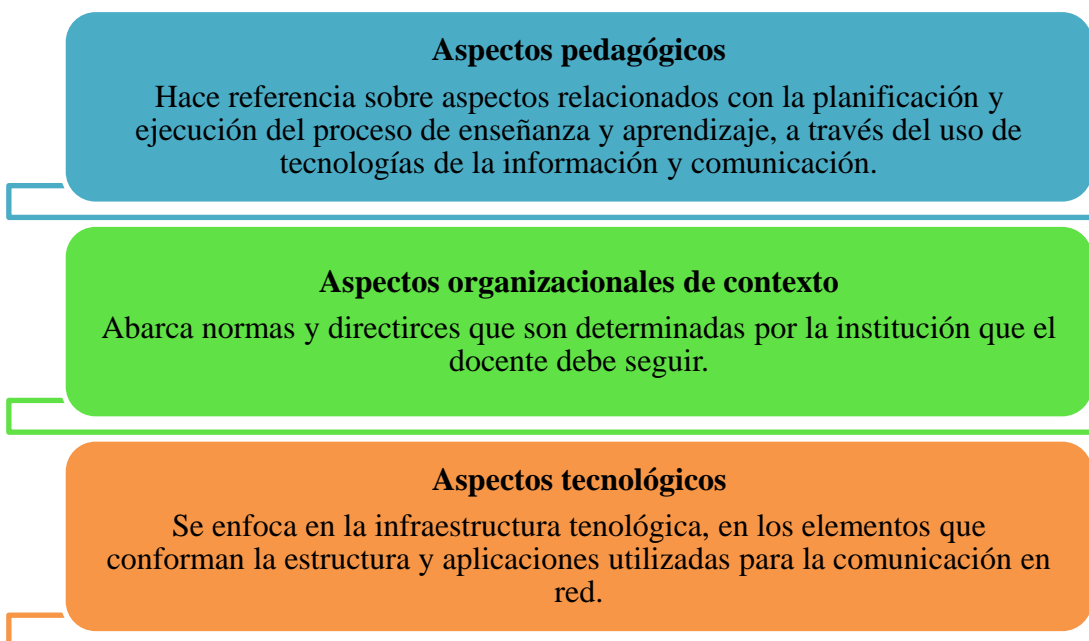 Aspectos pedagógicos
Hace referencia sobre aspectos relacionados con la planificación y
ejecución del proceso de enseñanza y aprendizaje, a través del uso de
tecnologías de la información y comunicación.
Aspectos organizacionales de contexto
Abarca normas y directirces que son determinadas por la institución que el
docente debe seguir.
Aspectos tecnológicos
Se enfoca en la infraestructura tenológica, en los elementos que
conforman la estructura y aplicaciones utilizadas para la comunicación en
red.